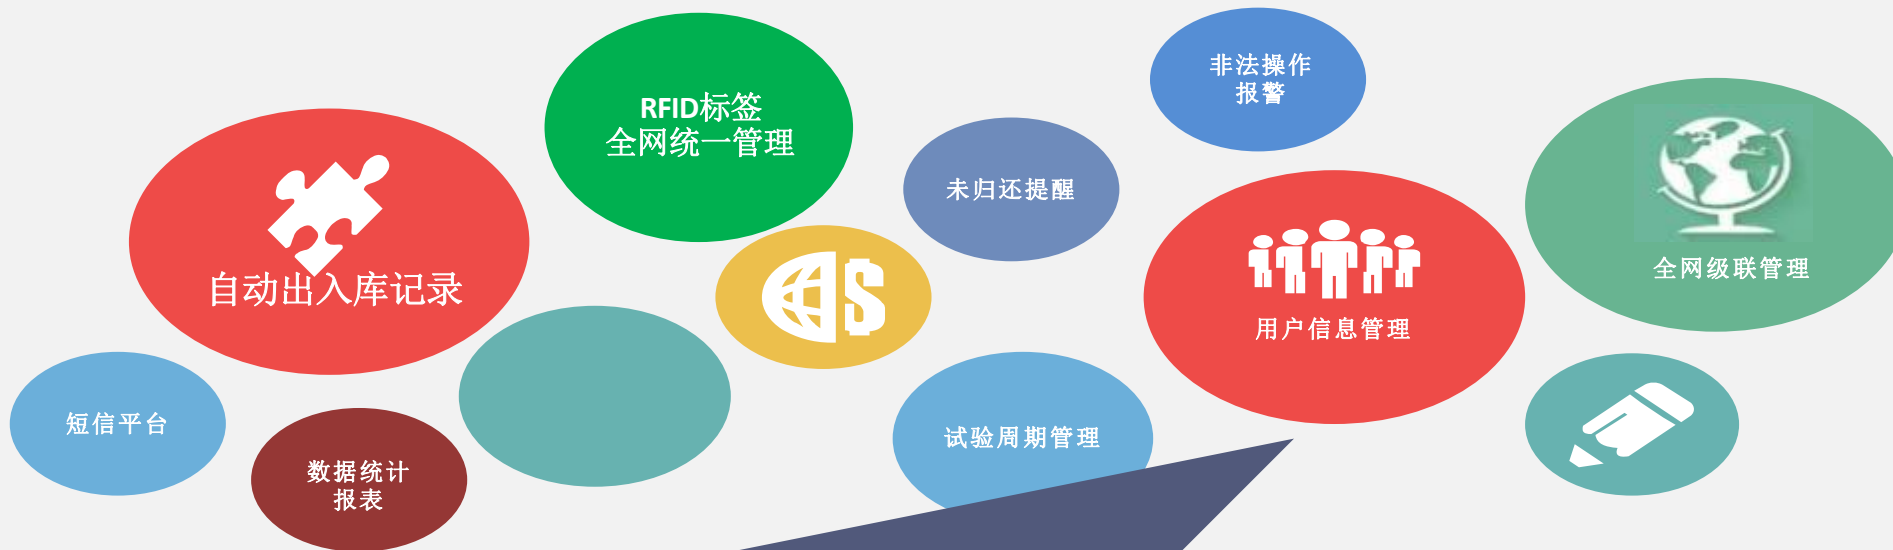 非法操作
报警
RFID标签
全网统一管理
未归还提醒
自动出入库记录
全网级联管理
用户信息管理
短信平台
试验周期管理
数据统计
报表